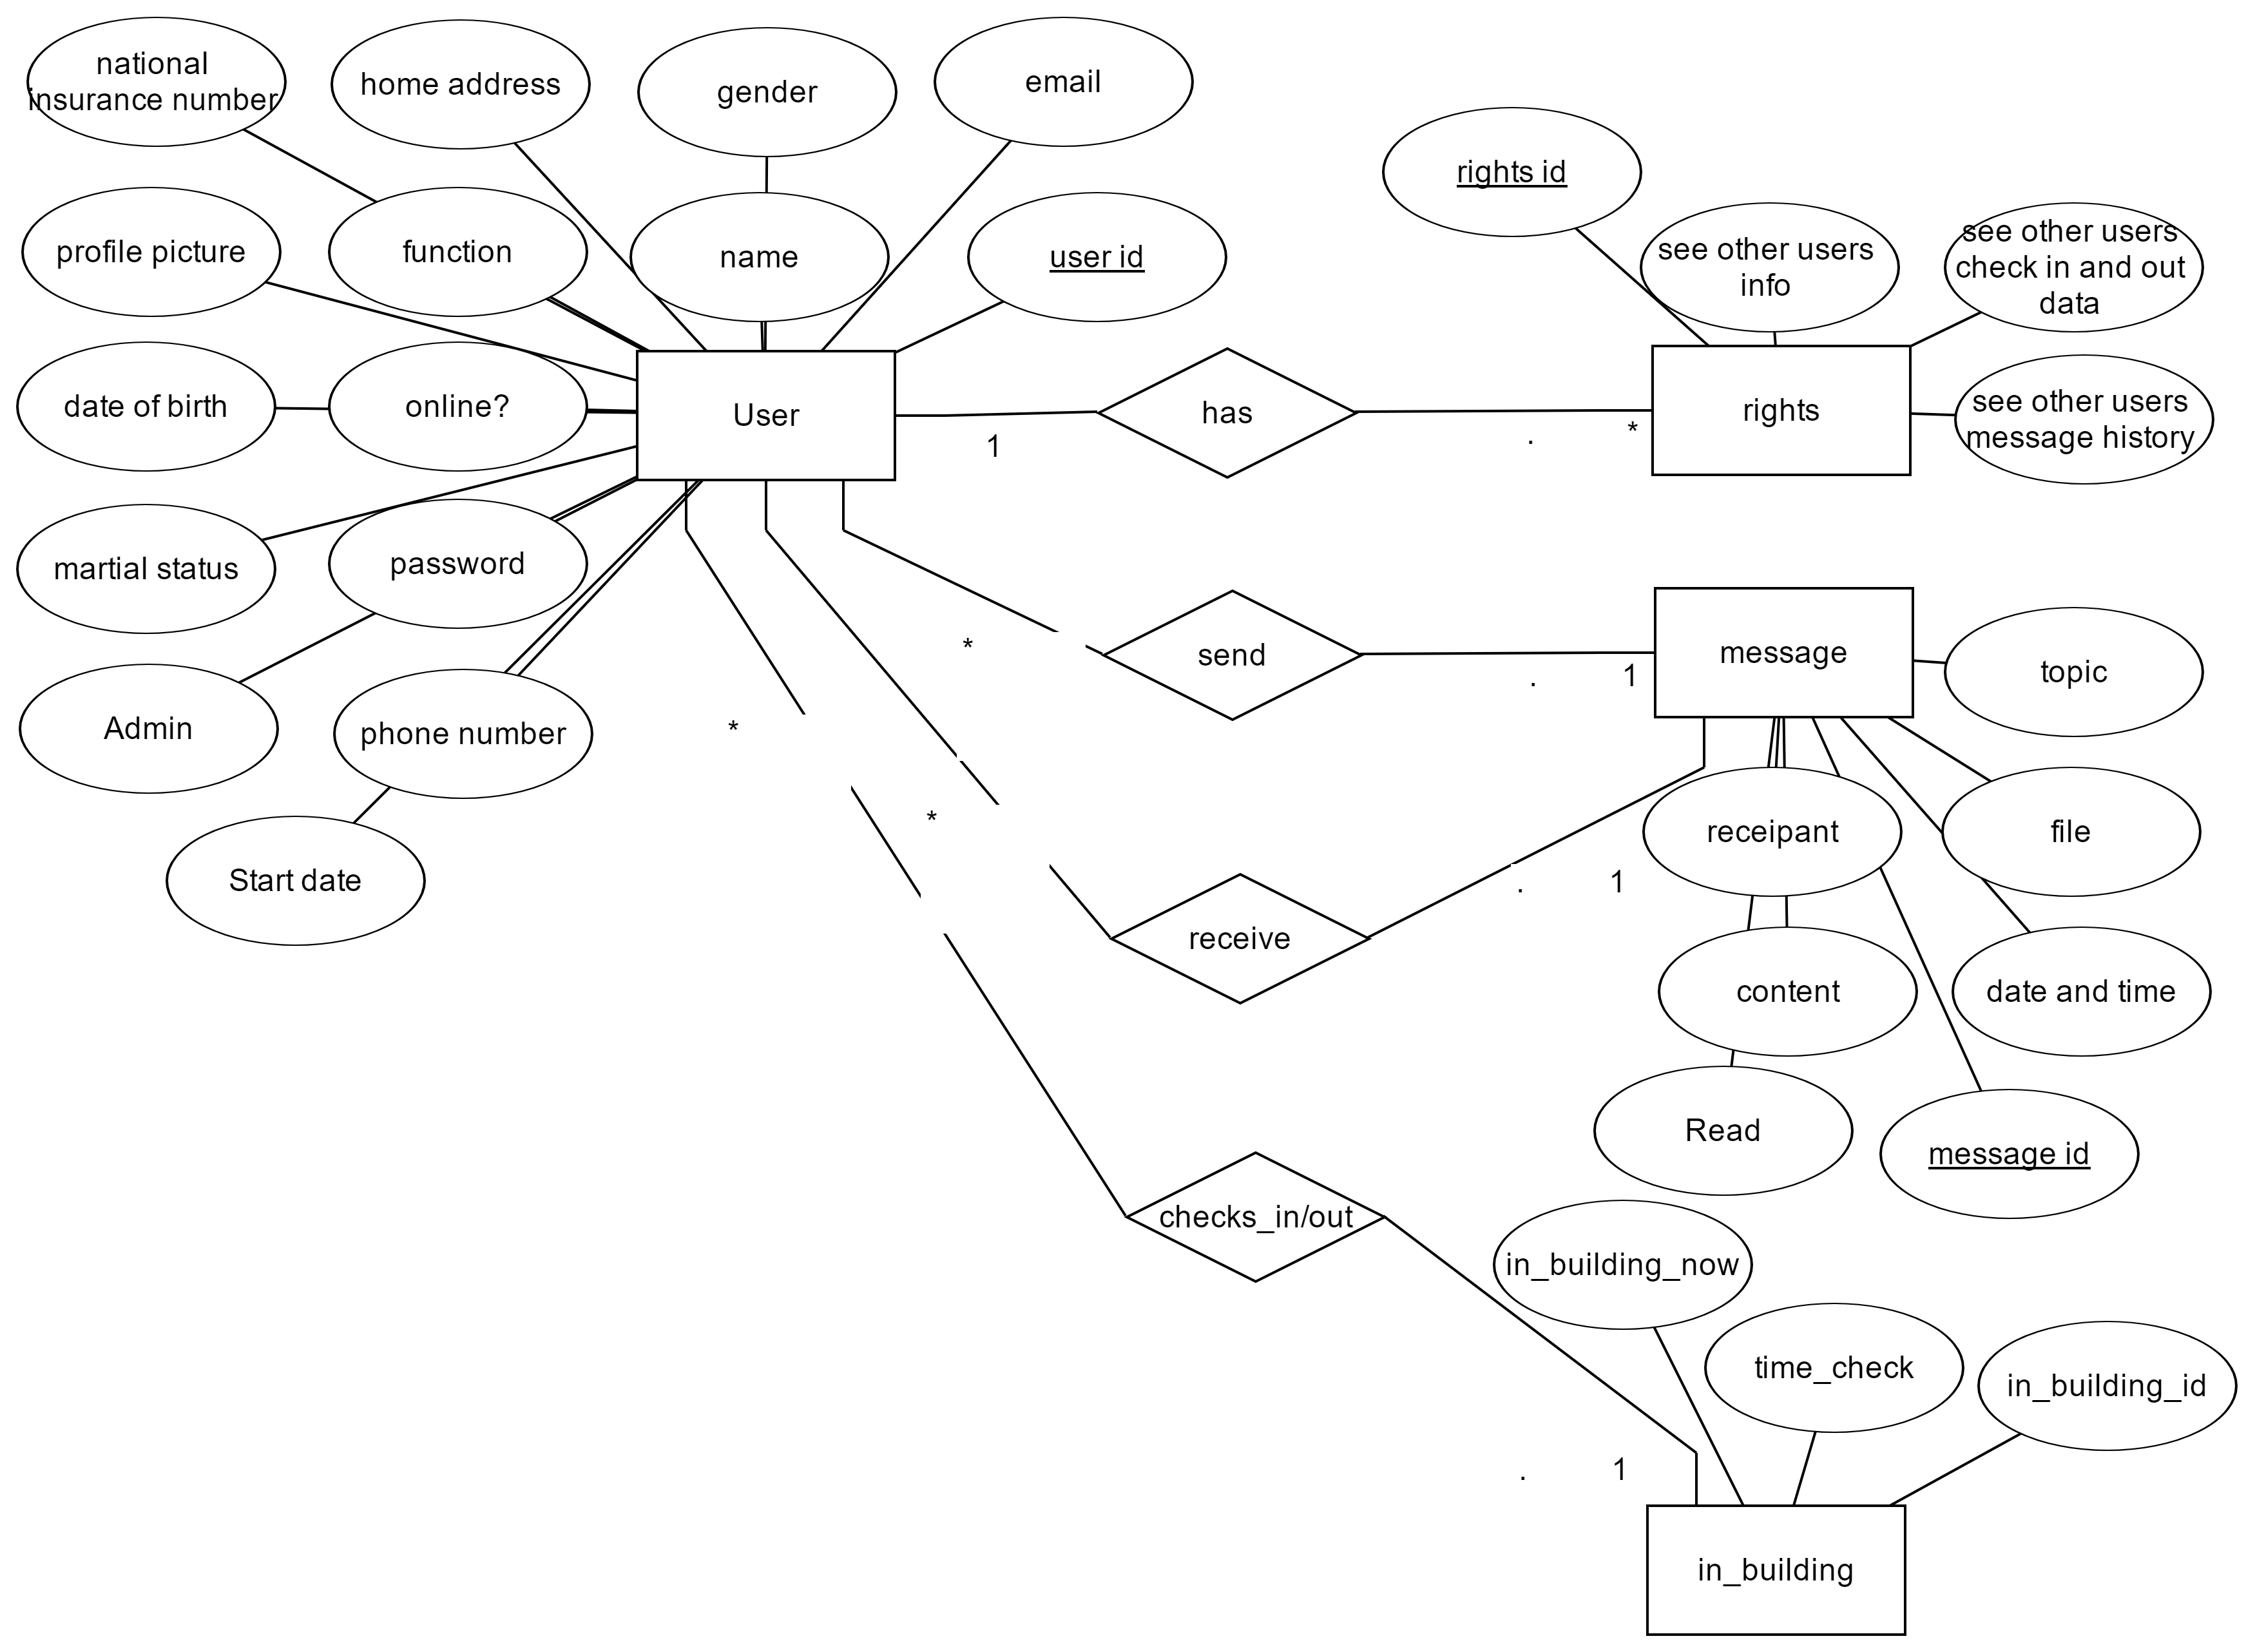 national
insurance number
home address
gender
email
profile picture
function
name
user id
rights id
see other users
info
see other users
check in and out
data
date of birth
online?
User
1
has
.
*
rights
see other users
message history
martial status
password
*
send
.
1
message
topic
Admin
phone number
*
*
receipant
file
Start date
receive
.
1
content
date and time
Read
message id
checks_in/out
in_building_now
time_check
in_building_id
.
1
in_building